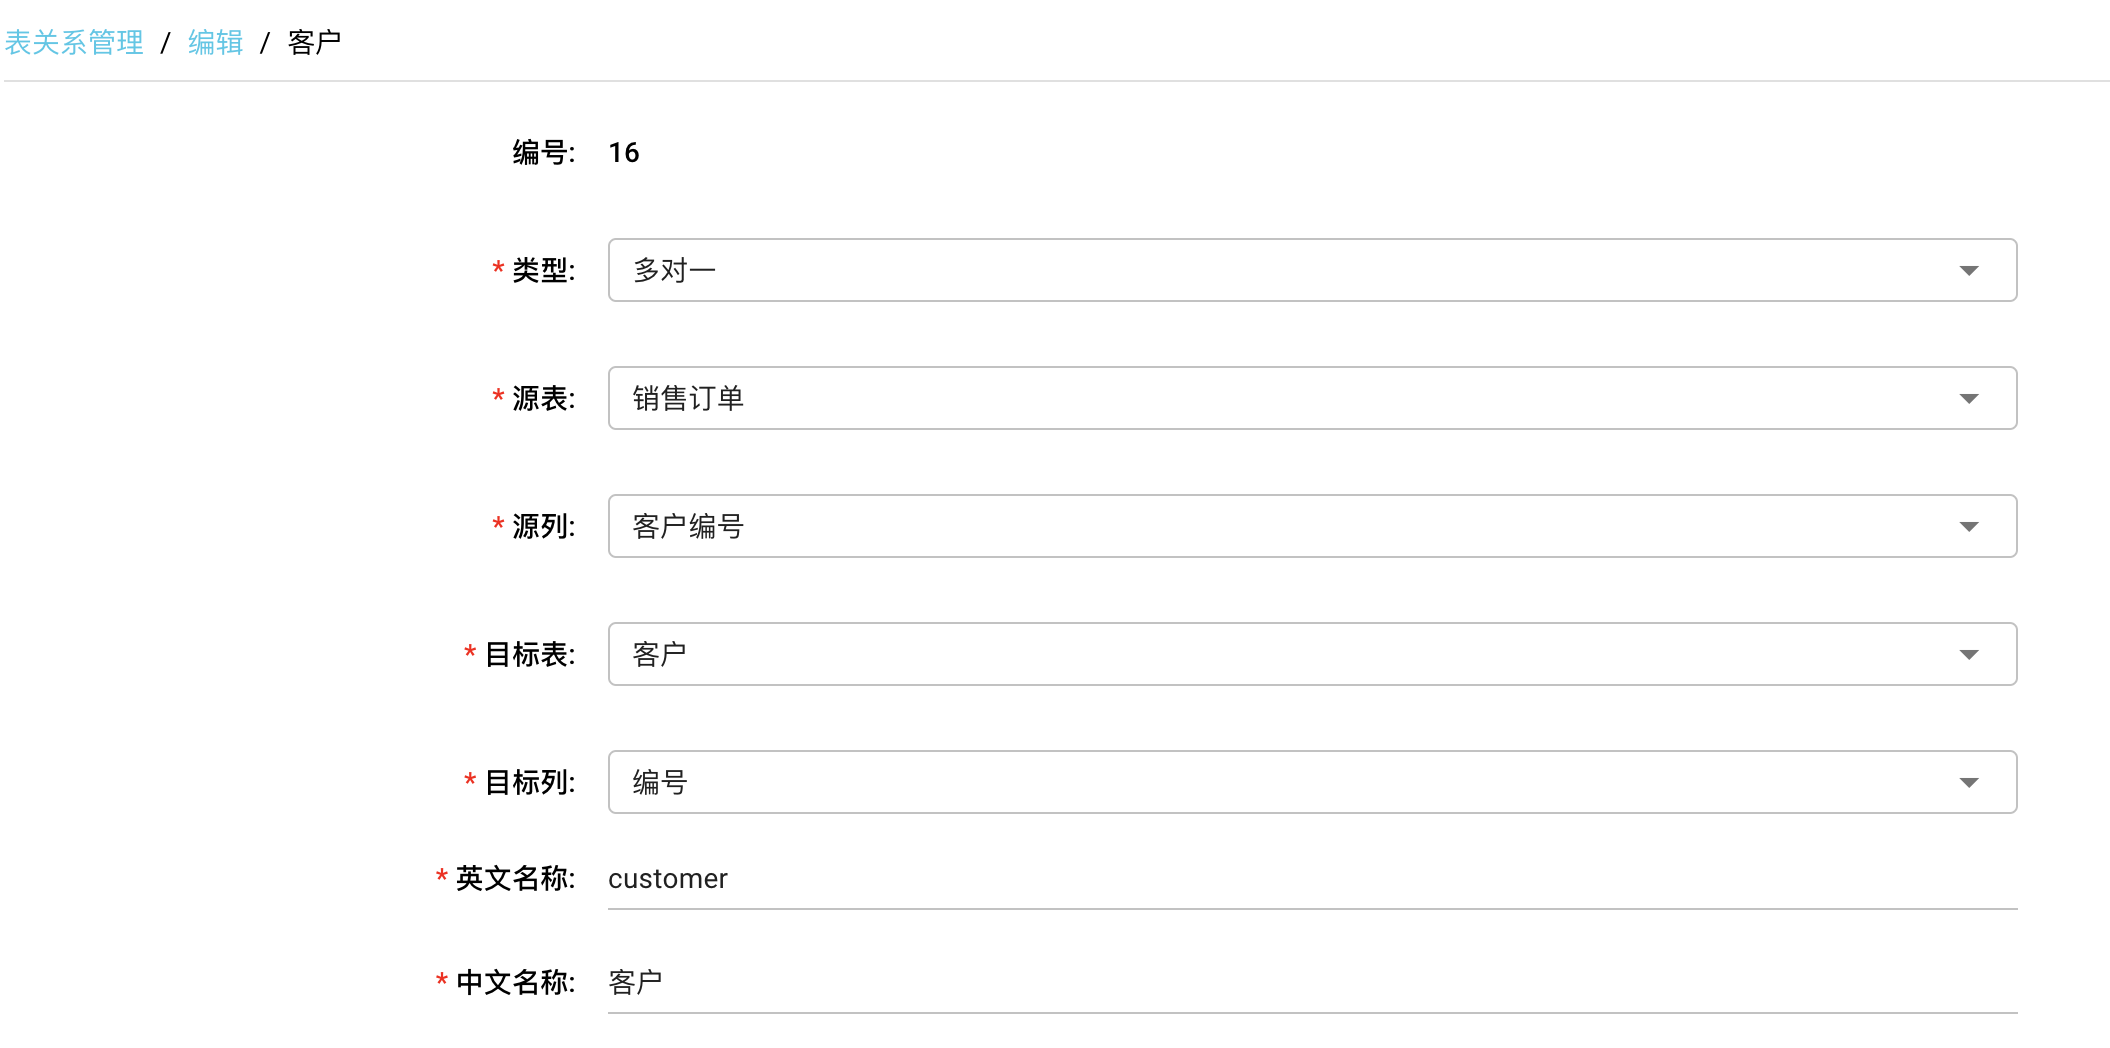 表关系管理 / 编辑 / 客户
编号: 16
* 类型: 多对一
* 源表: 销售订单
* 源列: 客户编号
* 目标表: 客户
* 目标列: 编号
* 英文名称: customer
* 中文名称: 客户